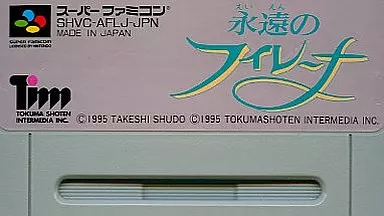 スーパーファミコン
SHVC-AFLJ-JPN
MADE IN JAPAN
SUPER FAMICOM
LICENSED BY NINTENDO
えいえん
永遠の
フィレーナ
Tim
TOKUMA SHOTEN
INTERMEDIA INC.
©1995 TAKESHI SHUDO ©1995 TOKUMASHOTEN INTERMEDIA INC.